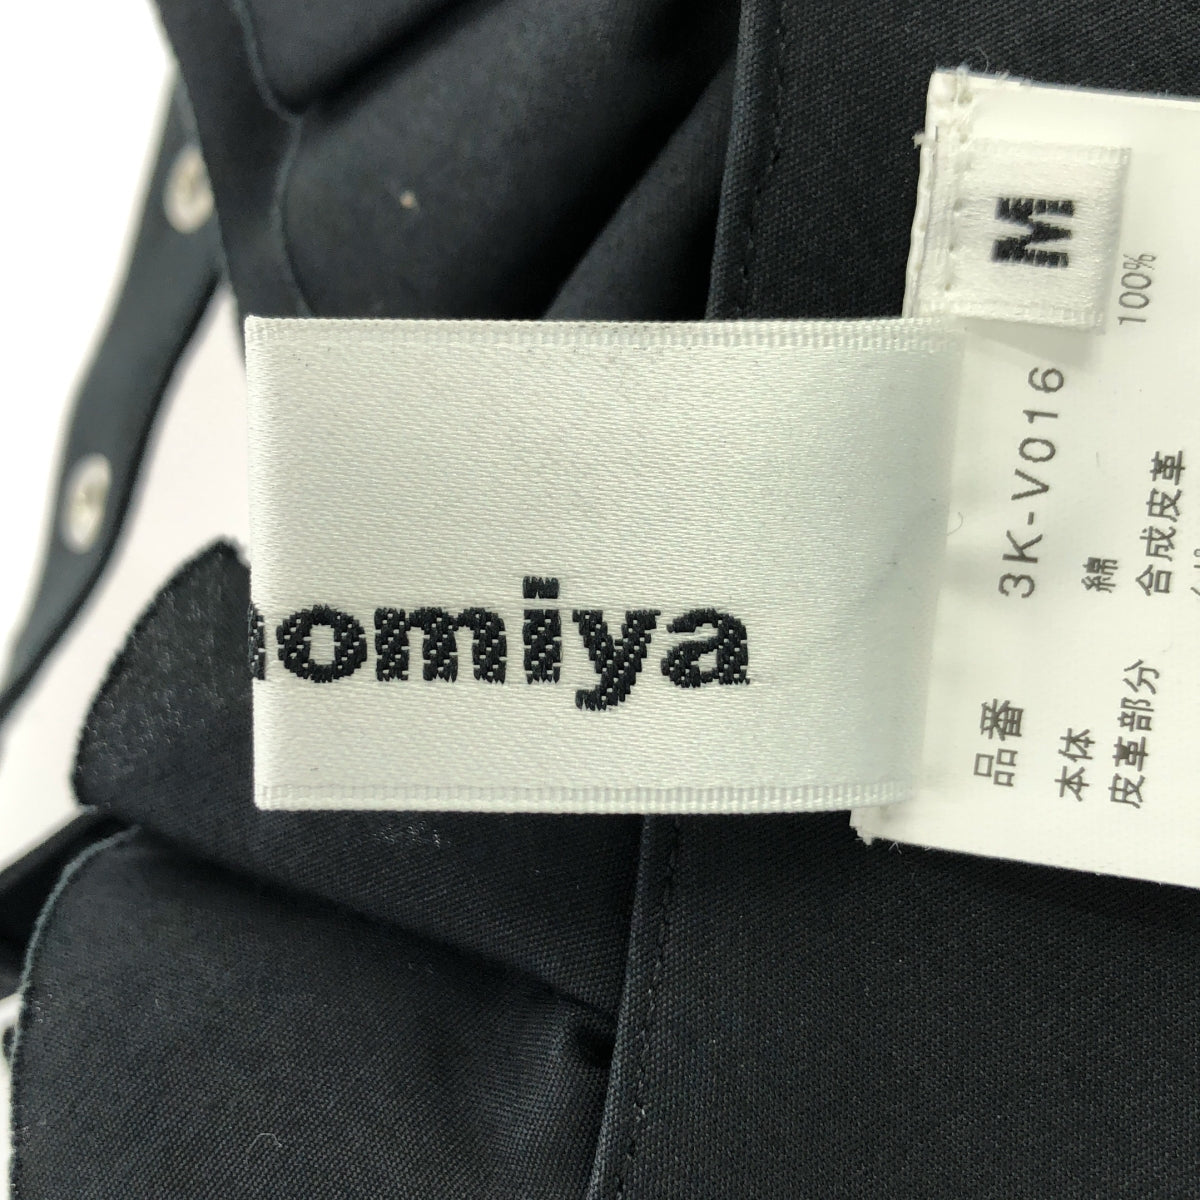 omiya
M
品番 3K-V016
本体 綿 100%
皮革部分 合成皮革